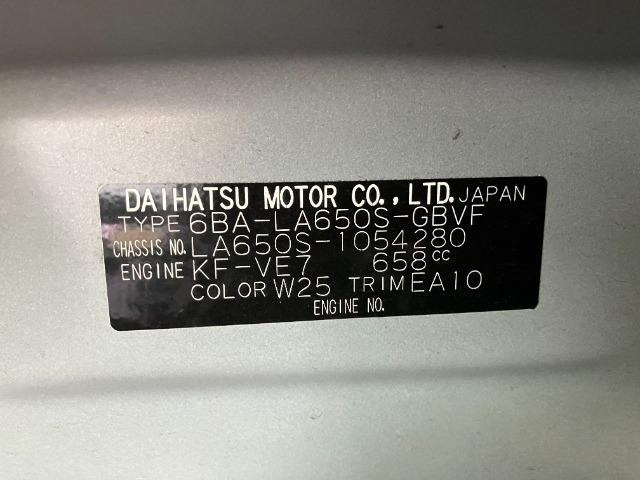 DAIHATSU MOTOR CO., LTD. JAPAN
TYPE 6BA-LA650S-GBVF
CHASSIS NO. LA650S-1054280
ENGINE KF-VE7 658cc
COLOR W25 TRIM EA10
ENGINE NO.